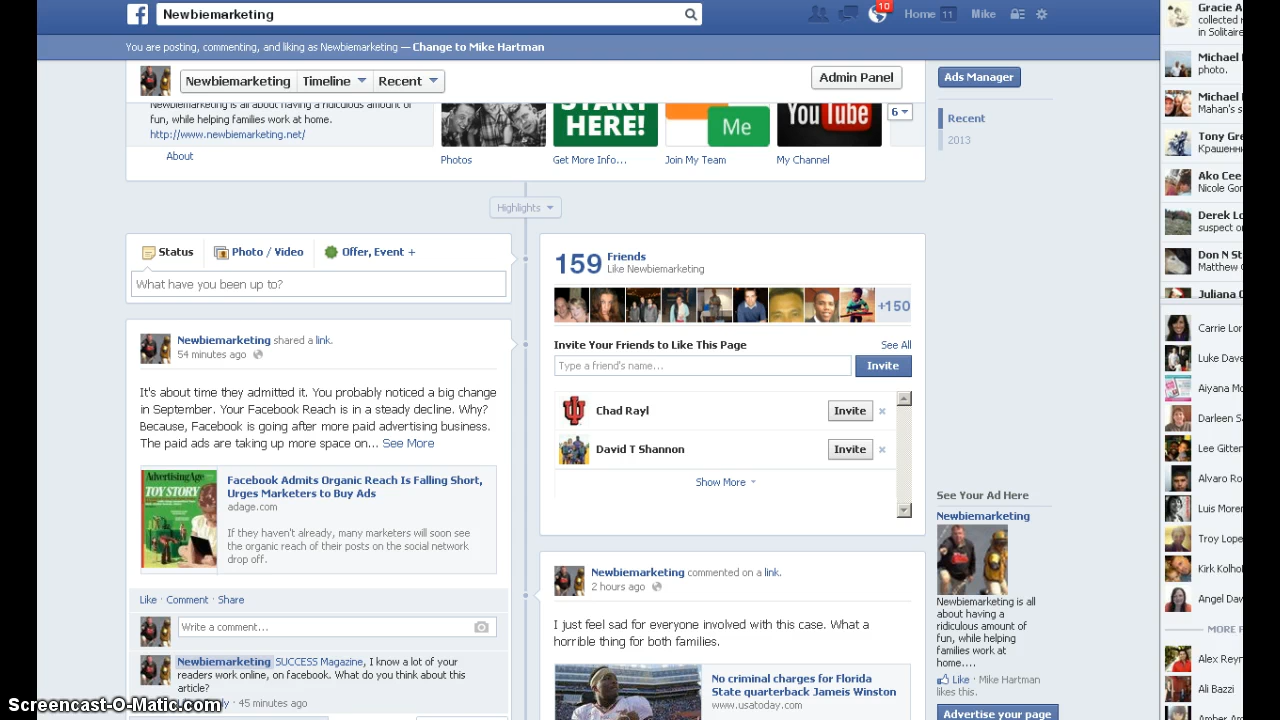 Newbiemarketing
10
Home 11 Mike
You are posting, commenting, and liking as Newbiemarketing — Change to Mike Hartman
Newbiemarketing Timeline Recent
Admin Panel
Ads Manager
Newbiemarketing is all about having a ridiculous amount of
fun, while helping families work at home.
http://www.newbiemarketing.net/
About
START
HERE!
Me
You Tube
6
Photos
Get More Info...
Join My Team
My Channel
Recent
2013
Highlights
Status
Photo / Video
Offer, Event +
What have you been up to?
Newbiemarketing shared a link.
54 minutes ago
It's about time they admitted it. You probably noticed a big change
in September. Your Facebook Reach is in a steady decline. Why?
Because, Facebook is going after more paid advertising business.
The paid ads are taking up more space on... See More
AdvertisingAge
TOY STORY
Facebook Admits Organic Reach Is Falling Short,
Urges Marketers to Buy Ads
adage.com
If they haven't already, many marketers will soon see
the organic reach of their posts on the social network
drop off.
Like · Comment · Share
Write a comment...
Newbiemarketing SUCCESS Magazine, I know a lot of your
readers work online, on facebook. What do you think about this
article?
· 45 minutes ago
159 Friends
Like Newbiemarketing
+150
Invite Your Friends to Like This Page
See All
Type a friend's name...
Invite
Chad Rayl
Invite
David T Shannon
Invite
Show More
Newbiemarketing commented on a link.
2 hours ago
I just feel sad for everyone involved with this case. What a
horrible thing for both families.
No criminal charges for Florida
State quarterback Jameis Winston
www.usatoday.com
See Your Ad Here
Newbiemarketing
Newbiemarketing is all
about having a
ridiculous amount of
fun, while helping
families work at
home....
Like · Mike Hartman
likes this.
Advertise your page
Gracie A
collected
in Solitaire
Michael
photo.
Michael
Mahan's s
Tony Gre
Крашенни
Ako Cee
Nicole Gor
Derek Lo
suspect o
Don N St
Matthew
Juliana
Carrie Lor
Luke Dave
Aiyana Mc
Darleen Sa
Lee Gitter
Alvaro Ro
Luis Moren
Troy Lope
Kirk Kolho
Angel Dav
MORE F
Alex Reyn
Ali Bazzi
Amber Am
Screencast-O-Matic.com